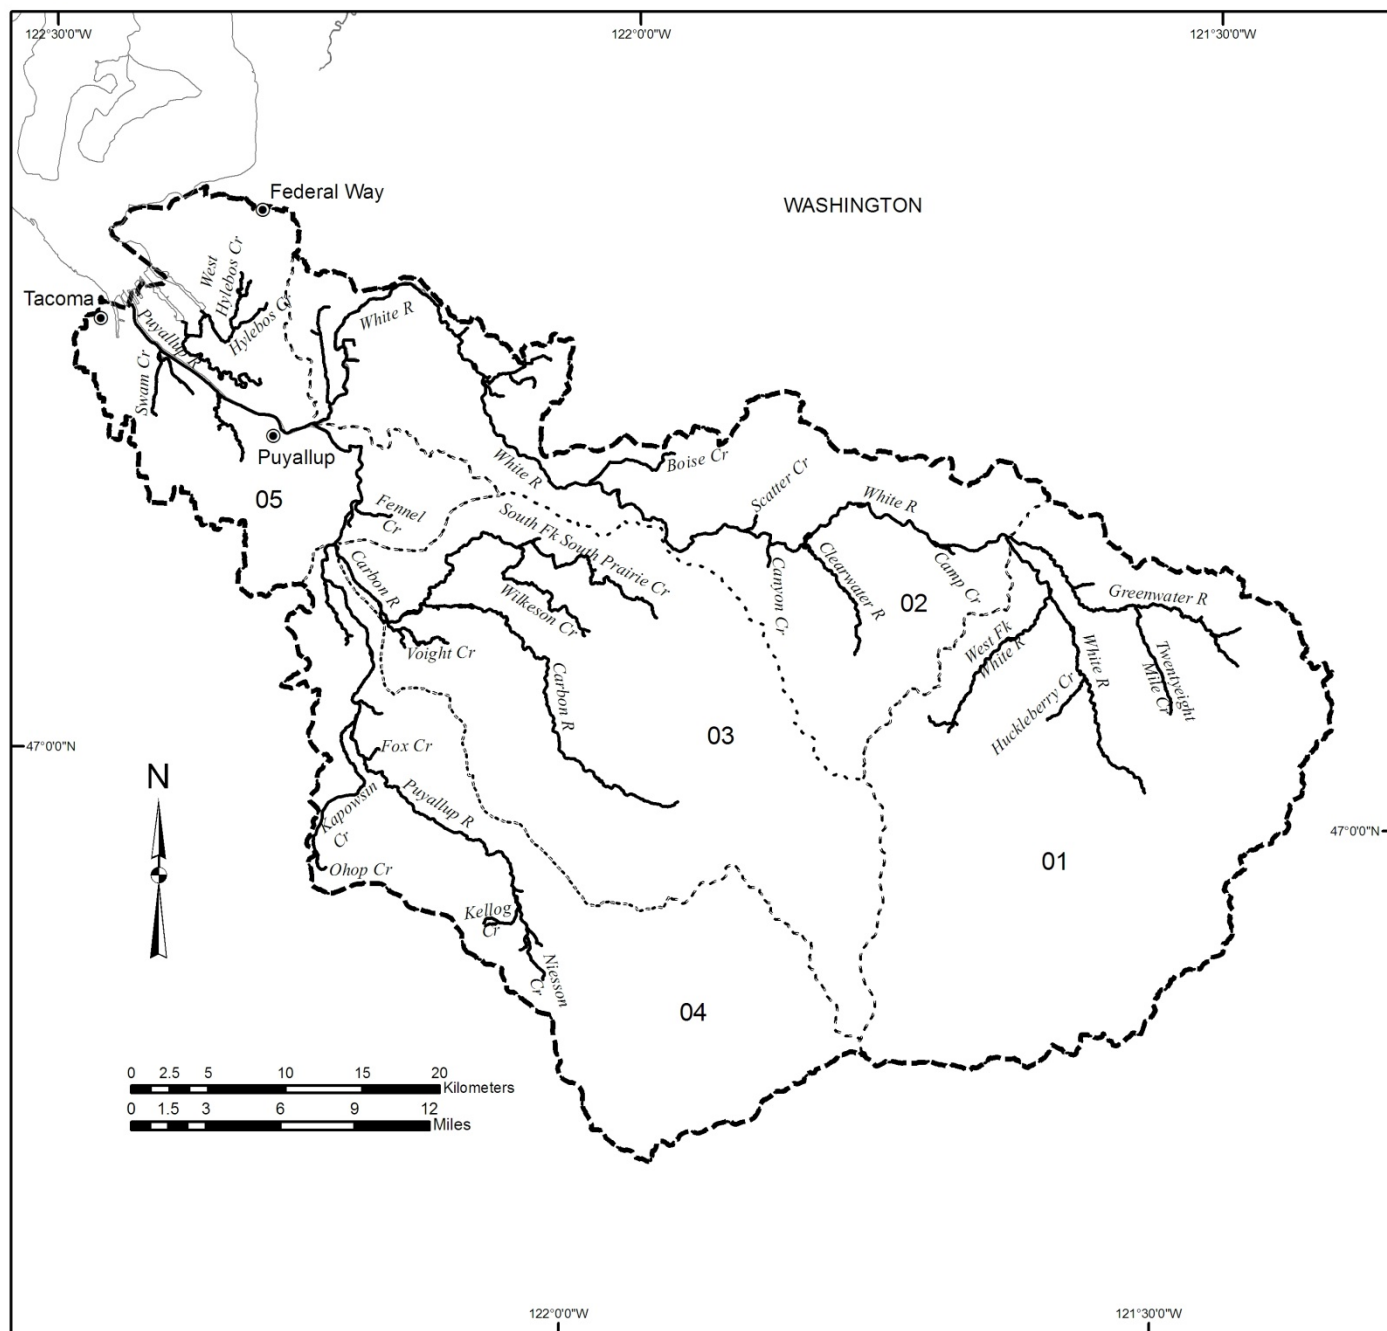 122°30'0"W
122°0'0"W
121°30'0"W
Federal Way
WASHINGTON
West
Hylebos Cr
Hylebos Cr
Tacoma
Puyallup R
White R
Swam Cr
Puyallup
05
Fennel
Cr
White R
Boise Cr
Scatter Cr
White R
South Fk South Prairie Cr
Carbon R
Wilkeson Cr
Canyon Cr
Clearwater R
02
Camp Cr
Greenwater R
Voight Cr
West Fk
White R
White R
Twentyeight
Mile Cr
Huckleberry Cr
Carbon R
03
47°0'0"N
Fox Cr
N
Kapowsin
Cr
Puyallup R
47°0'0"N
Ohop Cr
01
Kellog
Cr
Niesson
Cr
04
0 2.5 5 10 15 20
Kilometers
0 1.5 3 6 9 12
Miles
122°0'0"W
121°30'0"W